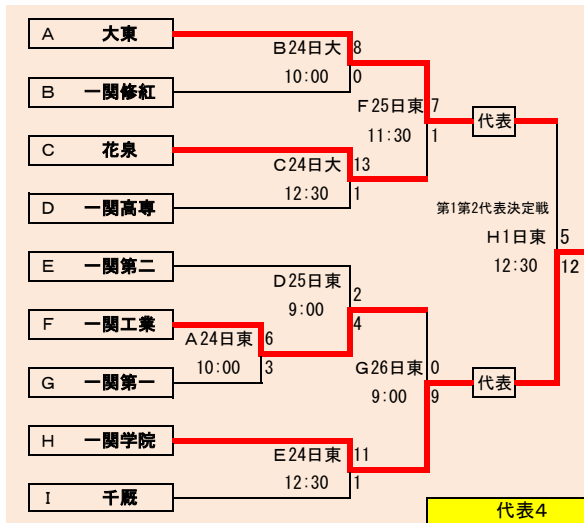 A 大東
B24日大 8
10:00 0
B 一関修紅
F25日東 7
代表
11:30 1
C 花泉
C24日大 13
12:30 1
D 一関高専
第1第2代表決定戦
H1日東 5
12:30 12
E 一関第二
D25日東 2
9:00 4
F 一関工業
A24日東 6
10:00 3
G 一関第一
G26日東 0
代表
9:00 9
H 一関学院
E24日東 11
12:30 1
I 千厩
代表4